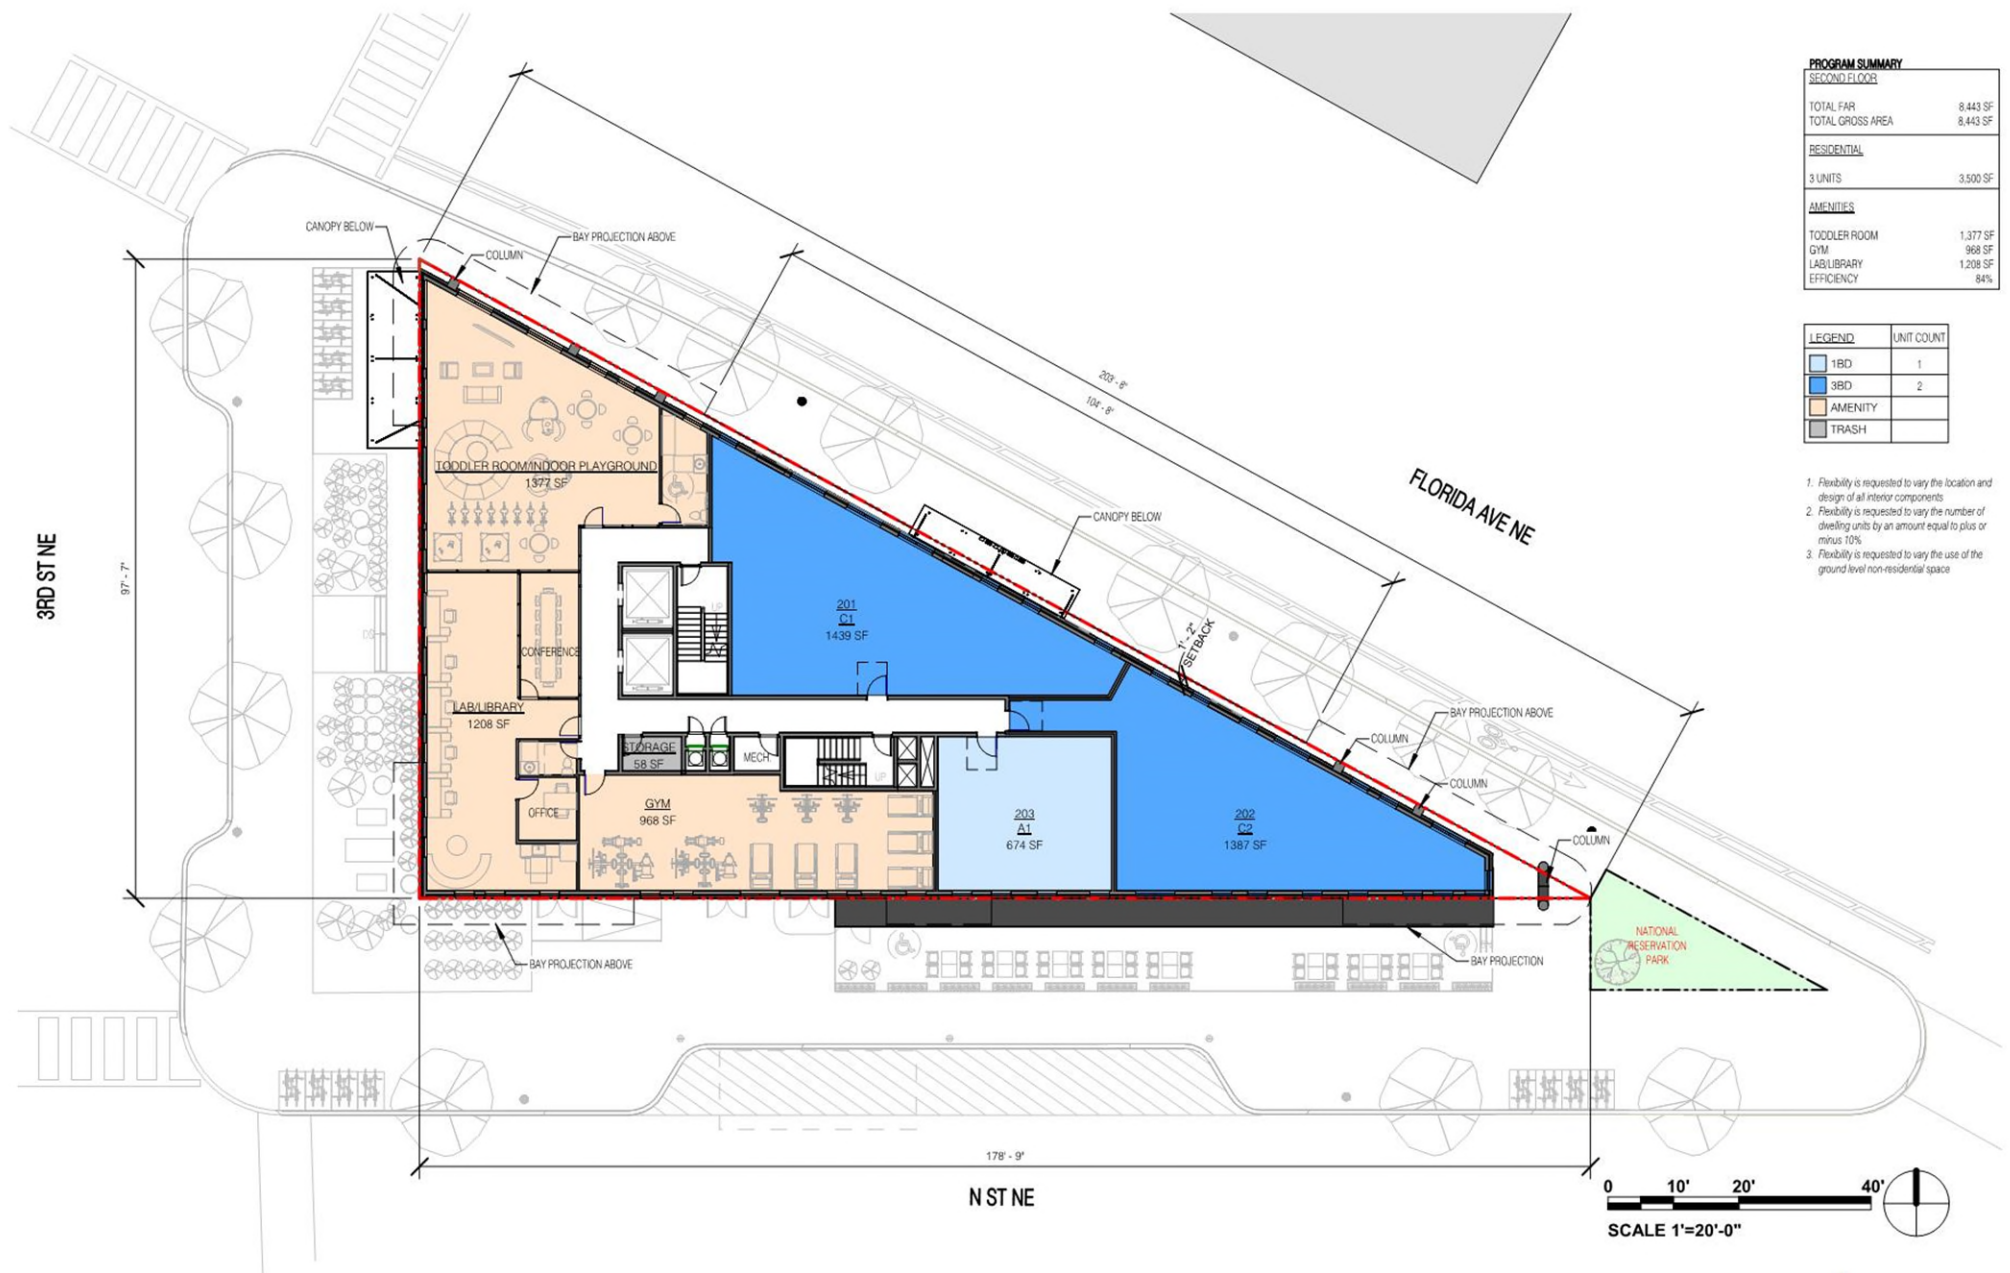 PROGRAM SUMMARY
SECOND FLOOR
TOTAL FAR 8,443 SF
TOTAL GROSS AREA 8,443 SF
RESIDENTIAL
3 UNITS 3,500 SF
AMENITIES
TODDLER ROOM 1,377 SF
GYM 968 SF
LAB/LIBRARY 1,208 SF
EFFICIENCY 84%
LEGEND UNIT COUNT
1BD 1
3BD 2
AMENITY
TRASH
1. Flexibility is requested to vary the location and
design of all interior components
2. Flexibility is requested to vary the number of
dwelling units by an amount equal to plus or
minus 10%
3. Flexibility is requested to vary the use of the
ground level non-residential space
CANOPY BELOW
COLUMN
BAY PROJECTION ABOVE
203' - 8"
104' - 8"
FLORIDA AVE NE
CANOPY BELOW
1' - 2"
SETBACK
3RD ST NE
97' - 7"
TODDLER ROOM/INDOOR PLAYGROUND
1377 SF
UP
201
C1
1439 SF
CONFERENCE
LAB/LIBRARY
1208 SF
STORAGE
58 SF
MECH.
UP
OFFICE
GYM
968 SF
203
A1
674 SF
202
C2
1387 SF
BAY PROJECTION ABOVE
COLUMN
COLUMN
COLUMN
NATIONAL
RESERVATION
PARK
BAY PROJECTION ABOVE
BAY PROJECTION
178' - 9"
N ST NE
0 10' 20' 40'
SCALE 1'=20'-0"